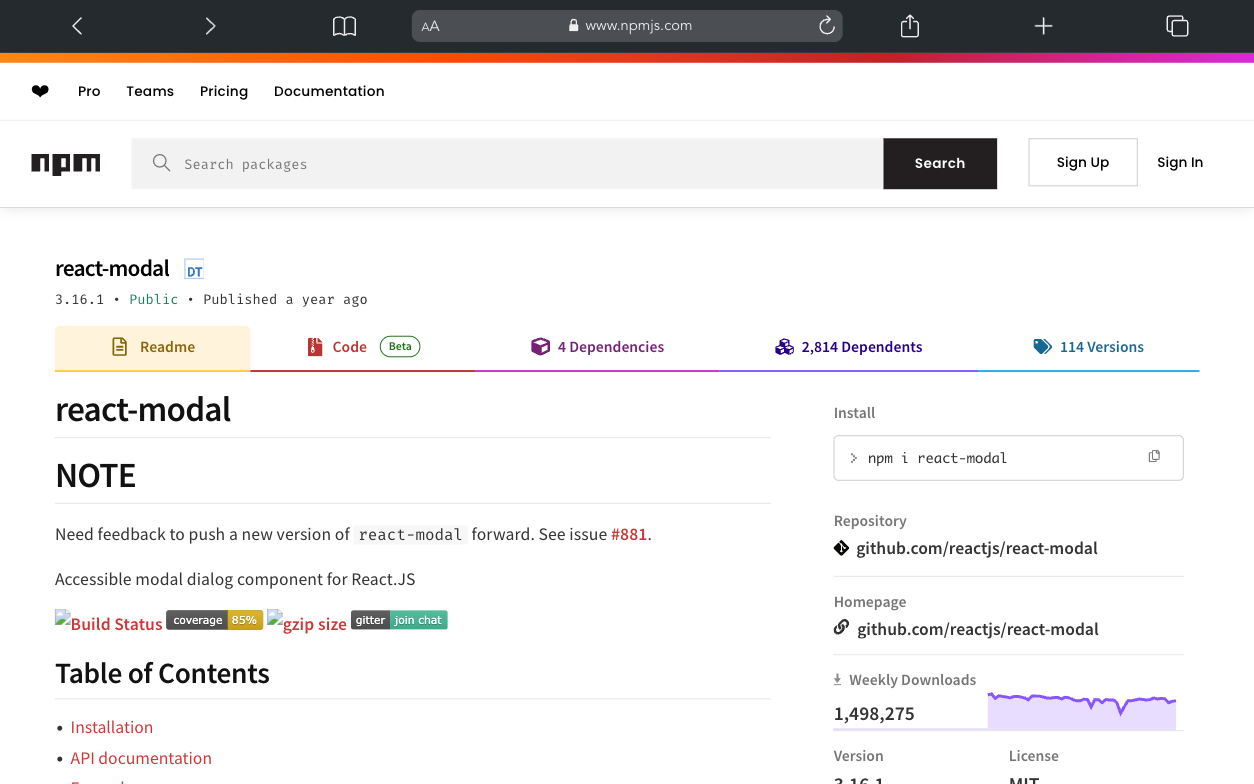 AA www.npmjs.com
Pro Teams Pricing Documentation
npm Search packages Search Sign Up Sign In
react-modal DT
3.16.1 • Public • Published a year ago
Readme Code Beta 4 Dependencies 2,814 Dependents 114 Versions
react-modal
NOTE
Need feedback to push a new version of react-modal forward. See issue #881.
Accessible modal dialog component for React.JS
Build Status coverage 85% gzip size gitter join chat
Table of Contents
• Installation
• API documentation
Install
> npm i react-modal
Repository
github.com/reactjs/react-modal
Homepage
github.com/reactjs/react-modal
Weekly Downloads
1,498,275
Version License
3.16.1 MIT